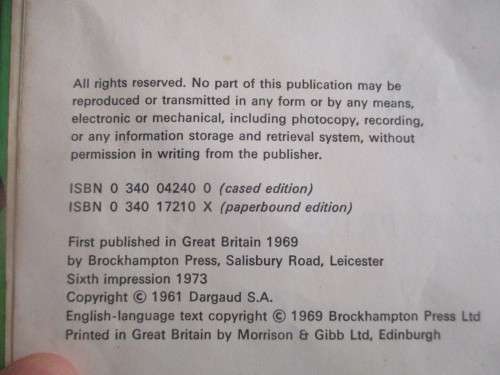 All rights reserved. No part of this publication may be
reproduced or transmitted in any form or by any means,
electronic or mechanical, including photocopy, recording,
or any information storage and retrieval system, without
permission in writing from the publisher.
ISBN 0 340 04240 0 (cased edition)
ISBN 0 340 17210 X (paperbound edition)
First published in Great Britain 1969
by Brockhampton Press, Salisbury Road, Leicester
Sixth impression 1973
Copyright © 1961 Dargaud S.A.
English-language text copyright © 1969 Brockhampton Press Ltd
Printed in Great Britain by Morrison & Gibb Ltd, Edinburgh